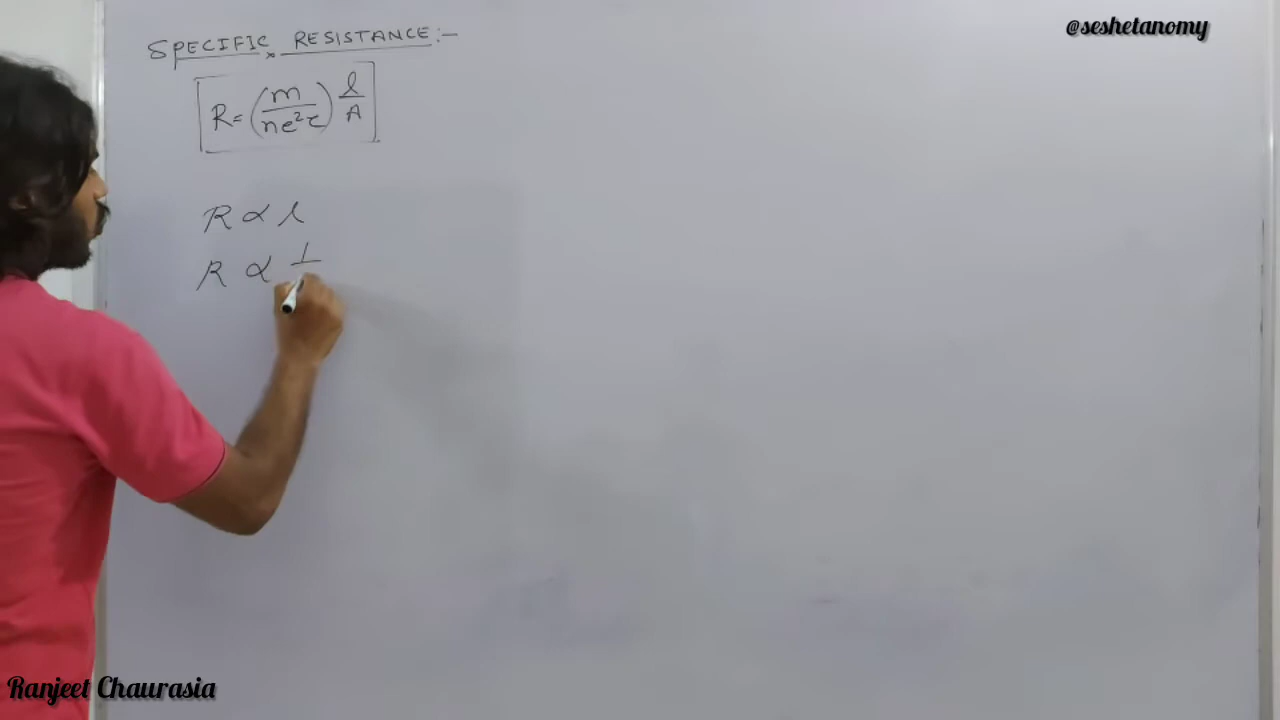 @seshetanomy
SPECIFIC RESISTANCE:-
R=(m/ne²τ) l/A
R ∝ l
R ∝ 1/
Ranjeet Chaurasia